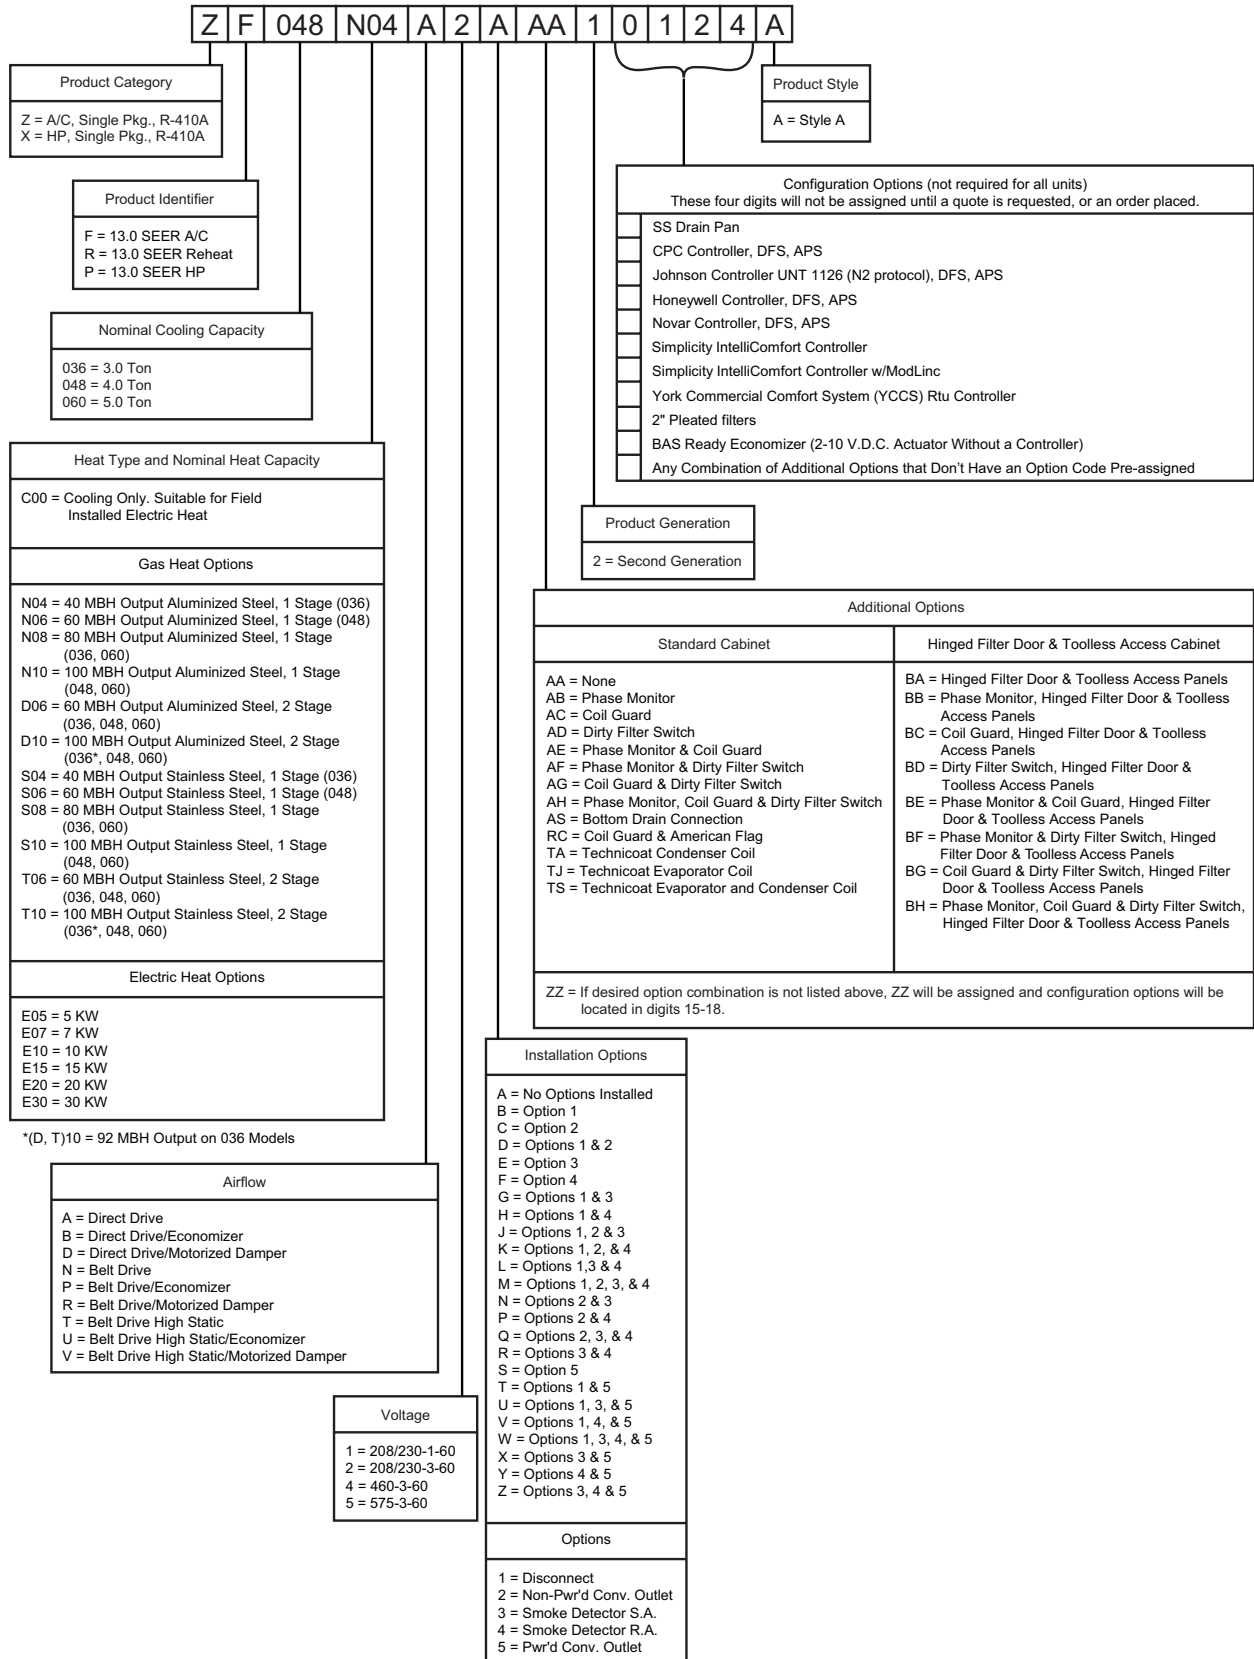 Z F 048 N04 A 2 A AA 1 0 1 2 4 A
Product Category
Z = A/C, Single Pkg., R-410A
X = HP, Single Pkg., R-410A
Product Style
A = Style A
Product Identifier
F = 13.0 SEER A/C
R = 13.0 SEER Reheat
P = 13.0 SEER HP
Configuration Options (not required for all units)
These four digits will not be assigned until a quote is requested, or an order placed.
SS Drain Pan
CPC Controller, DFS, APS
Johnson Controller UNT 1126 (N2 protocol), DFS, APS
Honeywell Controller, DFS, APS
Novar Controller, DFS, APS
Simplicity IntelliComfort Controller
Simplicity IntelliComfort Controller w/ModLinc
York Commercial Comfort System (YCCS) Rtu Controller
2" Pleated filters
BAS Ready Economizer (2-10 V.D.C. Actuator Without a Controller)
Any Combination of Additional Options that Don't Have an Option Code Pre-assigned
Nominal Cooling Capacity
036 = 3.0 Ton
048 = 4.0 Ton
060 = 5.0 Ton
Heat Type and Nominal Heat Capacity
C00 = Cooling Only. Suitable for Field
Installed Electric Heat
Gas Heat Options
N04 = 40 MBH Output Aluminized Steel, 1 Stage (036)
N06 = 60 MBH Output Aluminized Steel, 1 Stage (048)
N08 = 80 MBH Output Aluminized Steel, 1 Stage
(036, 060)
N10 = 100 MBH Output Aluminized Steel, 1 Stage
(048, 060)
D06 = 60 MBH Output Aluminized Steel, 2 Stage
(036, 048, 060)
D10 = 100 MBH Output Aluminized Steel, 2 Stage
(036*, 048, 060)
S04 = 40 MBH Output Stainless Steel, 1 Stage (036)
S06 = 60 MBH Output Stainless Steel, 1 Stage (048)
S08 = 80 MBH Output Stainless Steel, 1 Stage
(036, 060)
S10 = 100 MBH Output Stainless Steel, 1 Stage
(048, 060)
T06 = 60 MBH Output Stainless Steel, 2 Stage
(036, 048, 060)
T10 = 100 MBH Output Stainless Steel, 2 Stage
(036*, 048, 060)
Electric Heat Options
E05 = 5 KW
E07 = 7 KW
E10 = 10 KW
E15 = 15 KW
E20 = 20 KW
E30 = 30 KW
*(D, T)10 = 92 MBH Output on 036 Models
Product Generation
2 = Second Generation
Additional Options
Standard Cabinet
AA = None
AB = Phase Monitor
AC = Coil Guard
AD = Dirty Filter Switch
AE = Phase Monitor & Coil Guard
AF = Phase Monitor & Dirty Filter Switch
AG = Coil Guard & Dirty Filter Switch
AH = Phase Monitor, Coil Guard & Dirty Filter Switch
AS = Bottom Drain Connection
RC = Coil Guard & American Flag
TA = Technicoat Condenser Coil
TJ = Technicoat Evaporator Coil
TS = Technicoat Evaporator and Condenser Coil
Hinged Filter Door & Toolless Access Cabinet
BA = Hinged Filter Door & Toolless Access Panels
BB = Phase Monitor, Hinged Filter Door & Toolless
Access Panels
BC = Coil Guard, Hinged Filter Door & Toolless
Access Panels
BD = Dirty Filter Switch, Hinged Filter Door &
Toolless Access Panels
BE = Phase Monitor & Coil Guard, Hinged Filter
Door & Toolless Access Panels
BF = Phase Monitor & Dirty Filter Switch, Hinged
Filter Door & Toolless Access Panels
BG = Coil Guard & Dirty Filter Switch, Hinged Filter
Door & Toolless Access Panels
BH = Phase Monitor, Coil Guard & Dirty Filter Switch,
Hinged Filter Door & Toolless Access Panels
ZZ = If desired option combination is not listed above, ZZ will be assigned and configuration options will be
located in digits 15-18.
Airflow
A = Direct Drive
B = Direct Drive/Economizer
D = Direct Drive/Motorized Damper
N = Belt Drive
P = Belt Drive/Economizer
R = Belt Drive/Motorized Damper
T = Belt Drive High Static
U = Belt Drive High Static/Economizer
V = Belt Drive High Static/Motorized Damper
Voltage
1 = 208/230-1-60
2 = 208/230-3-60
4 = 460-3-60
5 = 575-3-60
Installation Options
A = No Options Installed
B = Option 1
C = Option 2
D = Options 1 & 2
E = Option 3
F = Option 4
G = Options 1 & 3
H = Options 1 & 4
J = Options 1, 2 & 3
K = Options 1, 2, & 4
L = Options 1,3 & 4
M = Options 1, 2, 3, & 4
N = Options 2 & 3
P = Options 2 & 4
Q = Options 2, 3, & 4
R = Options 3 & 4
S = Option 5
T = Options 1 & 5
U = Options 1, 3, & 5
V = Options 1, 4, & 5
W = Options 1, 3, 4, & 5
X = Options 3 & 5
Y = Options 4 & 5
Z = Options 3, 4 & 5
Options
1 = Disconnect
2 = Non-Pwr'd Conv. Outlet
3 = Smoke Detector S.A.
4 = Smoke Detector R.A.
5 = Pwr'd Conv. Outlet